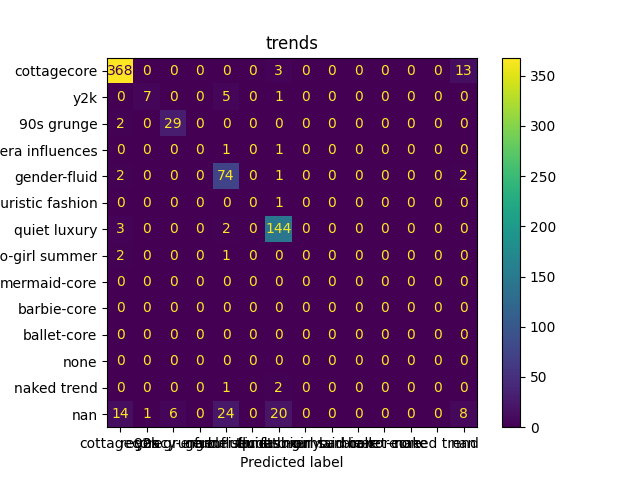 trends
cottagecore 368 0 0 0 0 0 3 0 0 0 0 0 0 13
y2k 0 7 0 0 5 0 1 0 0 0 0 0 0 0
90s grunge 2 0 29 0 0 0 0 0 0 0 0 0 0 0
era influences 0 0 0 0 1 0 1 0 0 0 0 0 0 0
gender-fluid 2 0 0 0 74 0 1 0 0 0 0 0 0 2
uristic fashion 0 0 0 0 0 0 1 0 0 0 0 0 0 0
quiet luxury 3 0 0 0 2 0 144 0 0 0 0 0 0 0
o-girl summer 2 0 0 0 1 0 0 0 0 0 0 0 0 0
mermaid-core 0 0 0 0 0 0 0 0 0 0 0 0 0 0
barbie-core 0 0 0 0 0 0 0 0 0 0 0 0 0 0
ballet-core 0 0 0 0 0 0 0 0 0 0 0 0 0 0
none 0 0 0 0 0 0 0 0 0 0 0 0 0 0
naked trend 0 0 0 0 1 0 2 0 0 0 0 0 0 0
nan 14 1 6 0 24 0 20 0 0 0 0 0 0 8
Predicted label
350
300
250
200
150
100
50
0